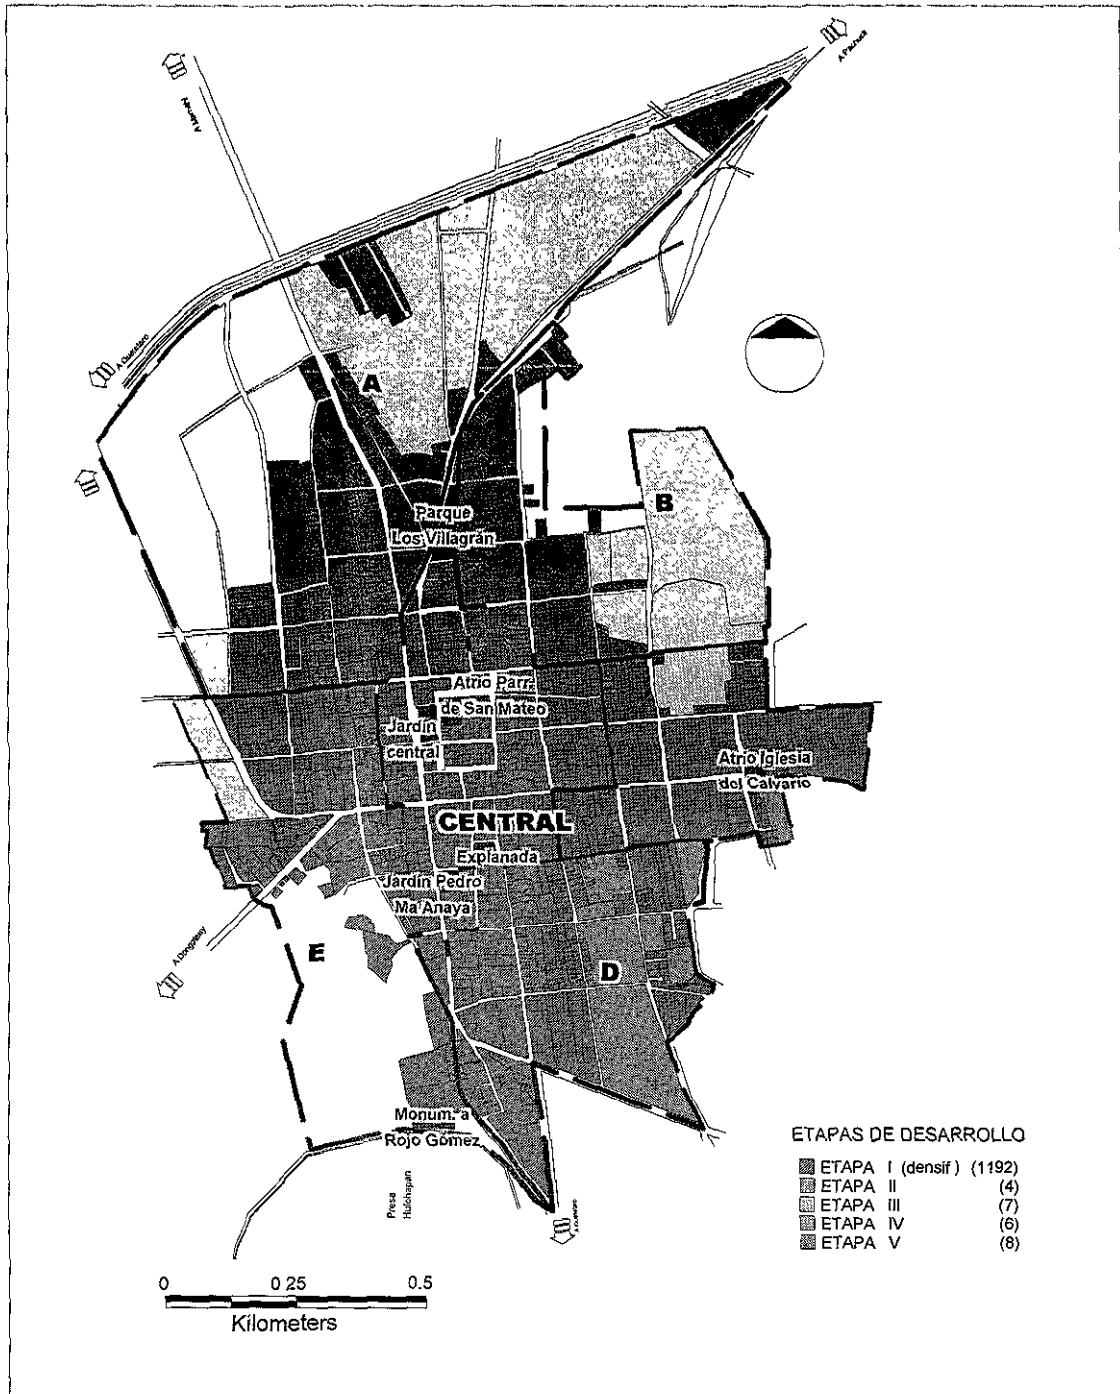 A Pachuca
A Querétaro
A
B
Parque
Los Villagrán
Atrio Parr.
de San Mateo
Jardín
central
Atrio Iglesia
del Calvario
CENTRAL
Explanada
Jardín Pedro
Ma Anaya
E
D
Monum. a
Rojo Gómez
Presa
Huichapan
ETAPAS DE DESARROLLO
ETAPA I (densif) (1192)
ETAPA II (4)
ETAPA III (7)
ETAPA IV (6)
ETAPA V (8)
0 0 25 0.5
Kilometers